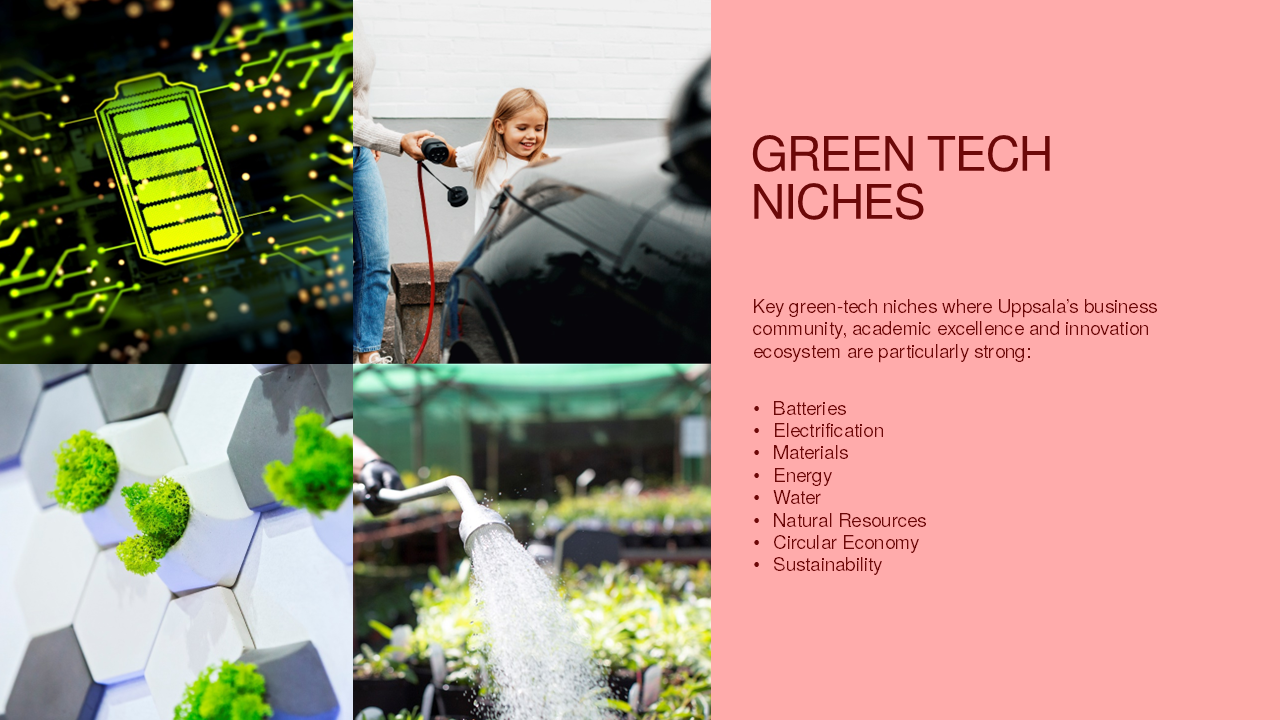 GREEN TECH
NICHES
Key green-tech niches where Uppsala’s business
community, academic excellence and innovation
ecosystem are particularly strong:
• Batteries
• Electrification
• Materials
• Energy
• Water
• Natural Resources
• Circular Economy
• Sustainability